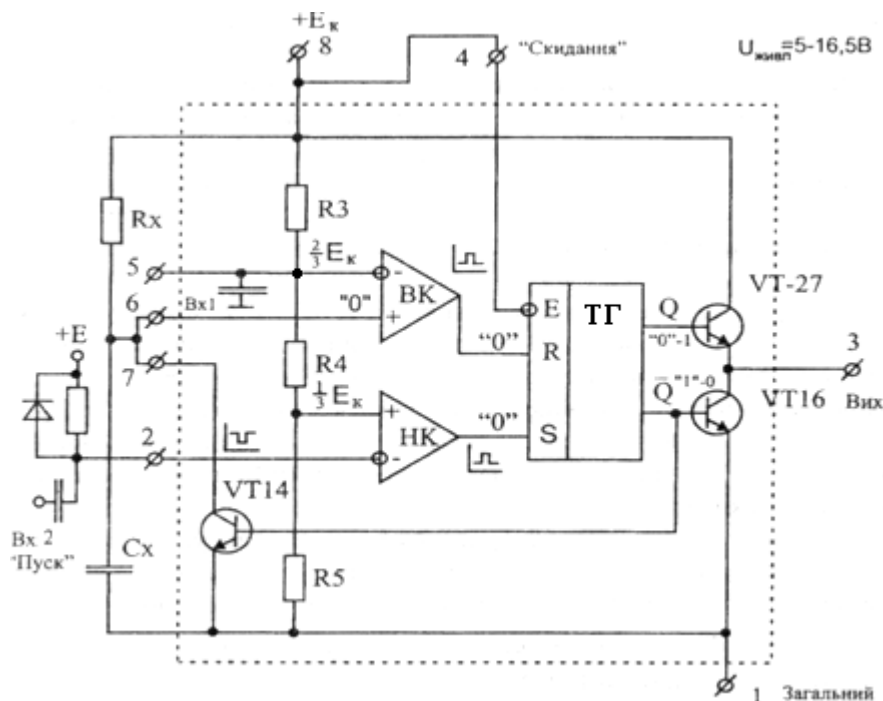 +Eк
8
4
"Скидання"
Uживл=5-16,5В
Rx
R3
5
2/3 Eк
-
Вх1
6
"0"
+
ВК
+E
7
R4
"0"
E
R
S
ТГ
Q
"0"-1
VT-27
3
Вих
Q̅ "1"-0
VT16
1/3 Eк
+
-
НК
"0"
2
VT14
Вх 2
"Пуск"
Cx
R5
1 Загальний